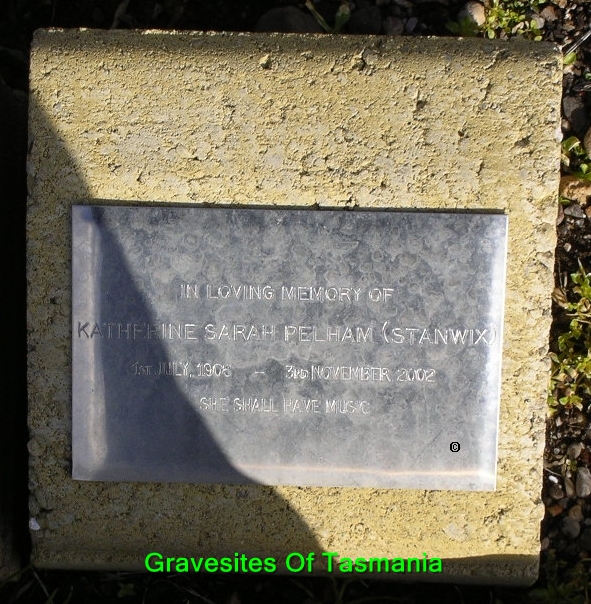 IN LOVING MEMORY OF
KATHERINE SARAH PELHAM (STANWIX)
1ST JULY, 1908 — 3RD NOVEMBER 2002
SHE SHALL HAVE MUSIC
©
Gravesites Of Tasmania